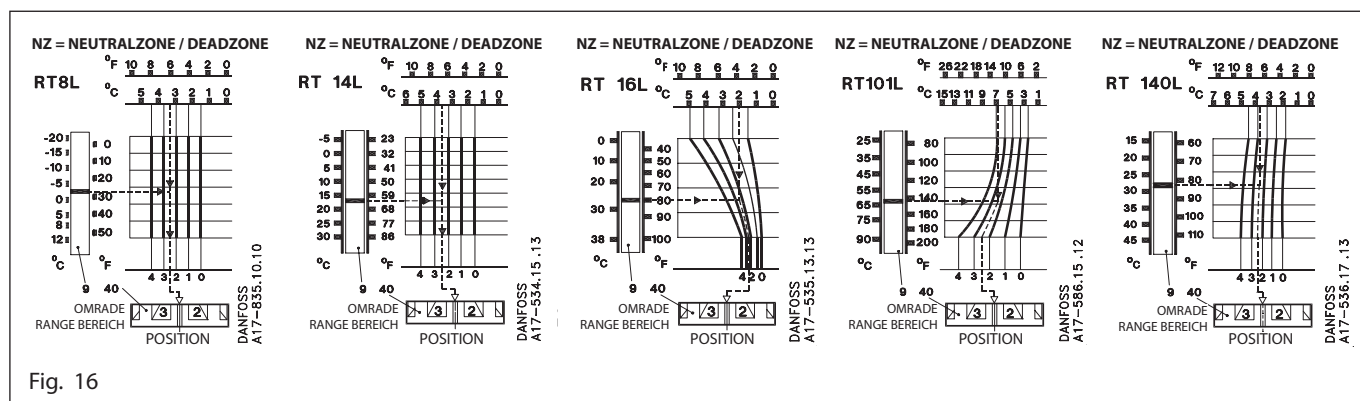 NZ = NEUTRALZONE / DEADZONE
°F 10 8 6 4 2 0
RT8L
°C 5 4 3 2 1 0
-20
0
-15
10
-10
20
-5
30
0
5
40
8
50
12
°C °F 4 3 2 1 0
9 40
OMRADE
RANGE BEREICH
3 2
POSITION
DANFOSS
A17-835.10.10
NZ = NEUTRALZONE / DEADZONE
°F 10 8 6 4 2 0
RT 14L
°C 6 5 4 3 2 1 0
-5 23
0 32
5 41
10 50
15 59
20 68
25 77
30 86
°C °F 4 3 2 1 0
9 40
OMRADE
RANGE BEREICH
3 2
POSITION
DANFOSS
A17-534.15.13
NZ = NEUTRALZONE / DEADZONE
°F 10 8 6 4 2 0
RT 16L
°C 5 4 3 2 1 0
0
40
10
50
60
20
70
80
30
90
38 100
°C °F 4 2 0
9 40
OMRADE
RANGE BEREICH
3 2
POSITION
DANFOSS
A17-535.13.13
NZ = NEUTRALZONE / DEADZONE
°F 26 22 18 14 10 6 2
RT101L
°C 15 13 11 9 7 5 3 1
25 80
35
100
45
120
55
140
65
160
75
180
90 200
°C °F 4 3 2 1 0
9 40
OMRADE
RANGE BEREICH
3 2
POSITION
DANFOSS
A17-586.15.12
NZ = NEUTRALZONE / DEADZONE
°F 12 10 8 6 4 2 0
RT 140L
°C 7 6 5 4 3 2 1 0
15 60
20
70
25
80
30
90
35
100
40
110
45
°C °F 4 3 2 1 0
9 40
OMRADE
RANGE BEREICH
3 2
POSITION
DANFOSS
A17-536.17.13
Fig. 16